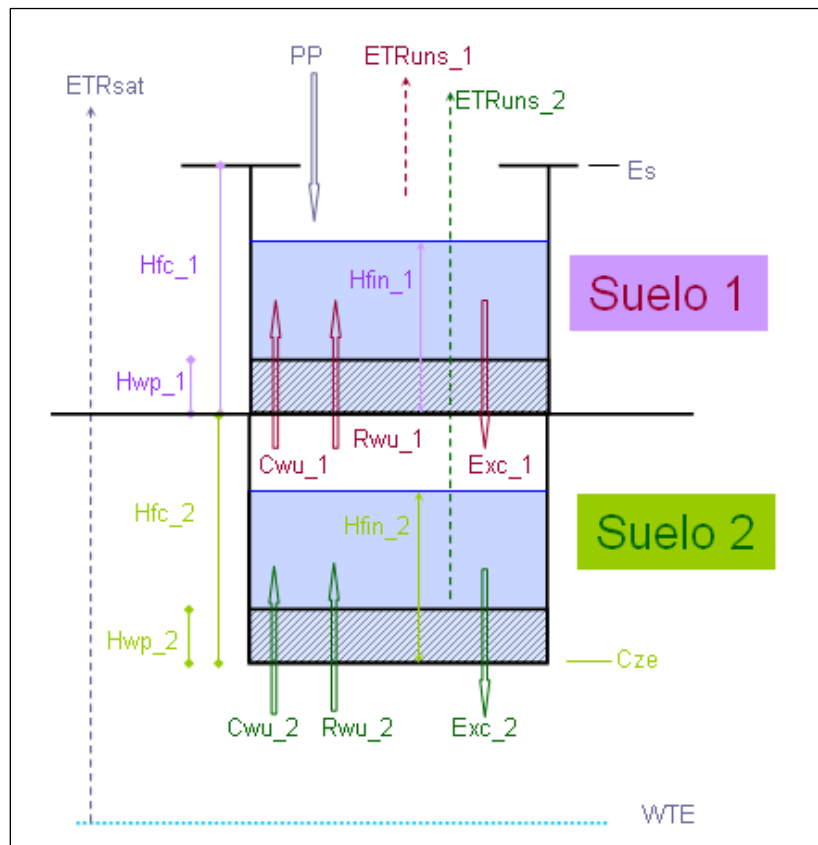 PP
ETRuns_1
ETRsat
ETRuns_2
Es
Hfc_1
Hfin_1
Suelo 1
Hwp_1
Rwu_1
Cwu_1
Exc_1
Hfc_2
Hfin_2
Suelo 2
Hwp_2
Cze
Cwu_2
Rwu_2
Exc_2
WTE